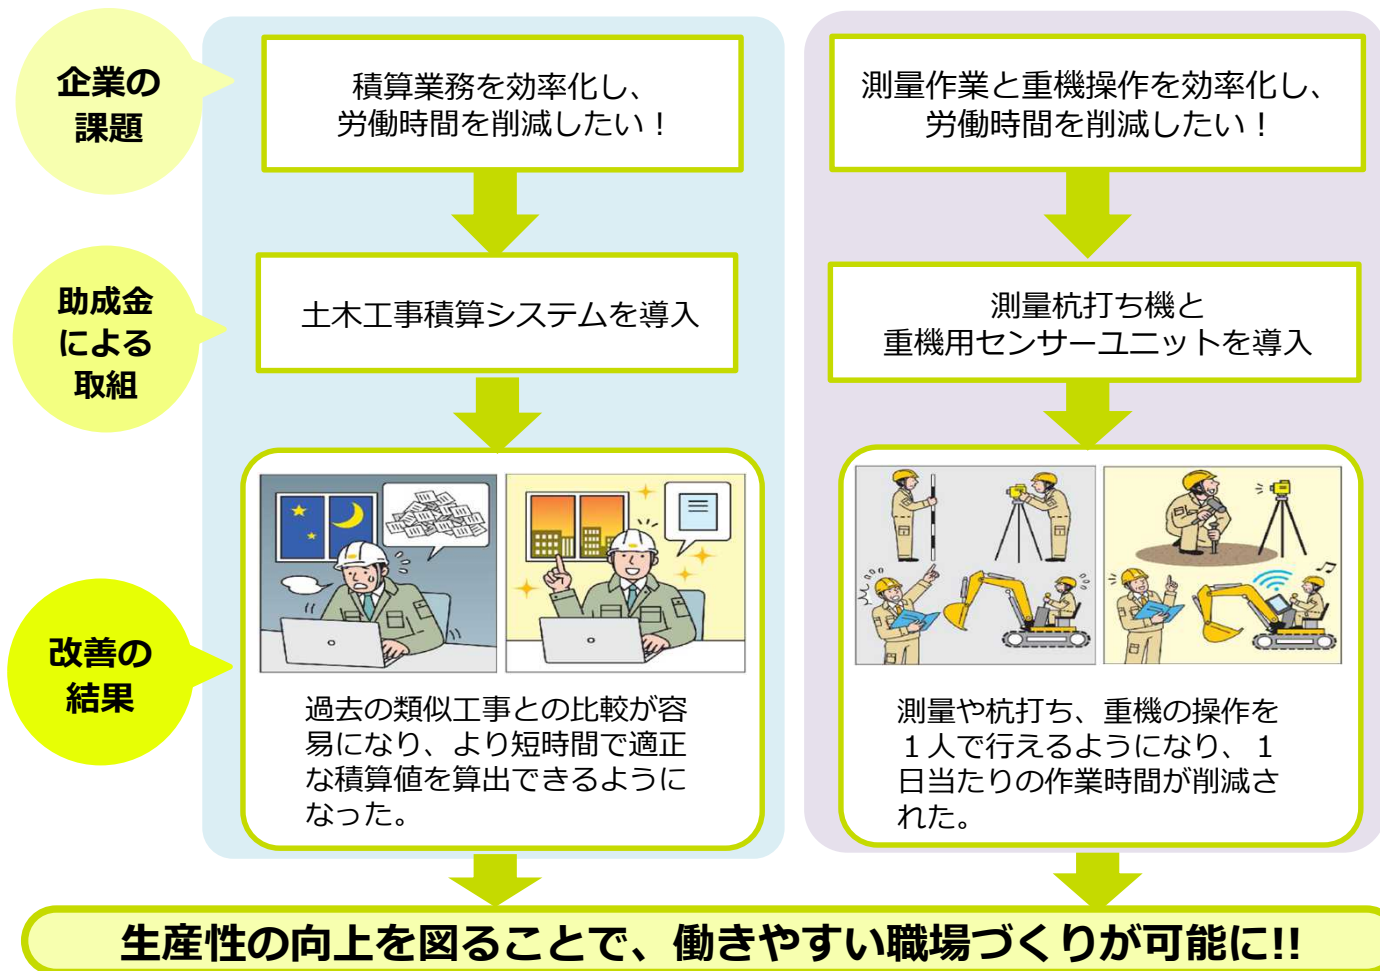 企業の
課題
積算業務を効率化し、
労働時間を削減したい！
測量作業と重機操作を効率化し、
労働時間を削減したい！
助成金
による
取組
土木工事積算システムを導入
測量杭打ち機と
重機用センサーユニットを導入
改善の
結果
過去の類似工事との比較が容
易になり、より短時間で適正
な積算値を算出できるように
なった。
測量や杭打ち、重機の操作を
１人で行えるようになり、１
日当たりの作業時間が削減さ
れた。
生産性の向上を図ることで、働きやすい職場づくりが可能に!!